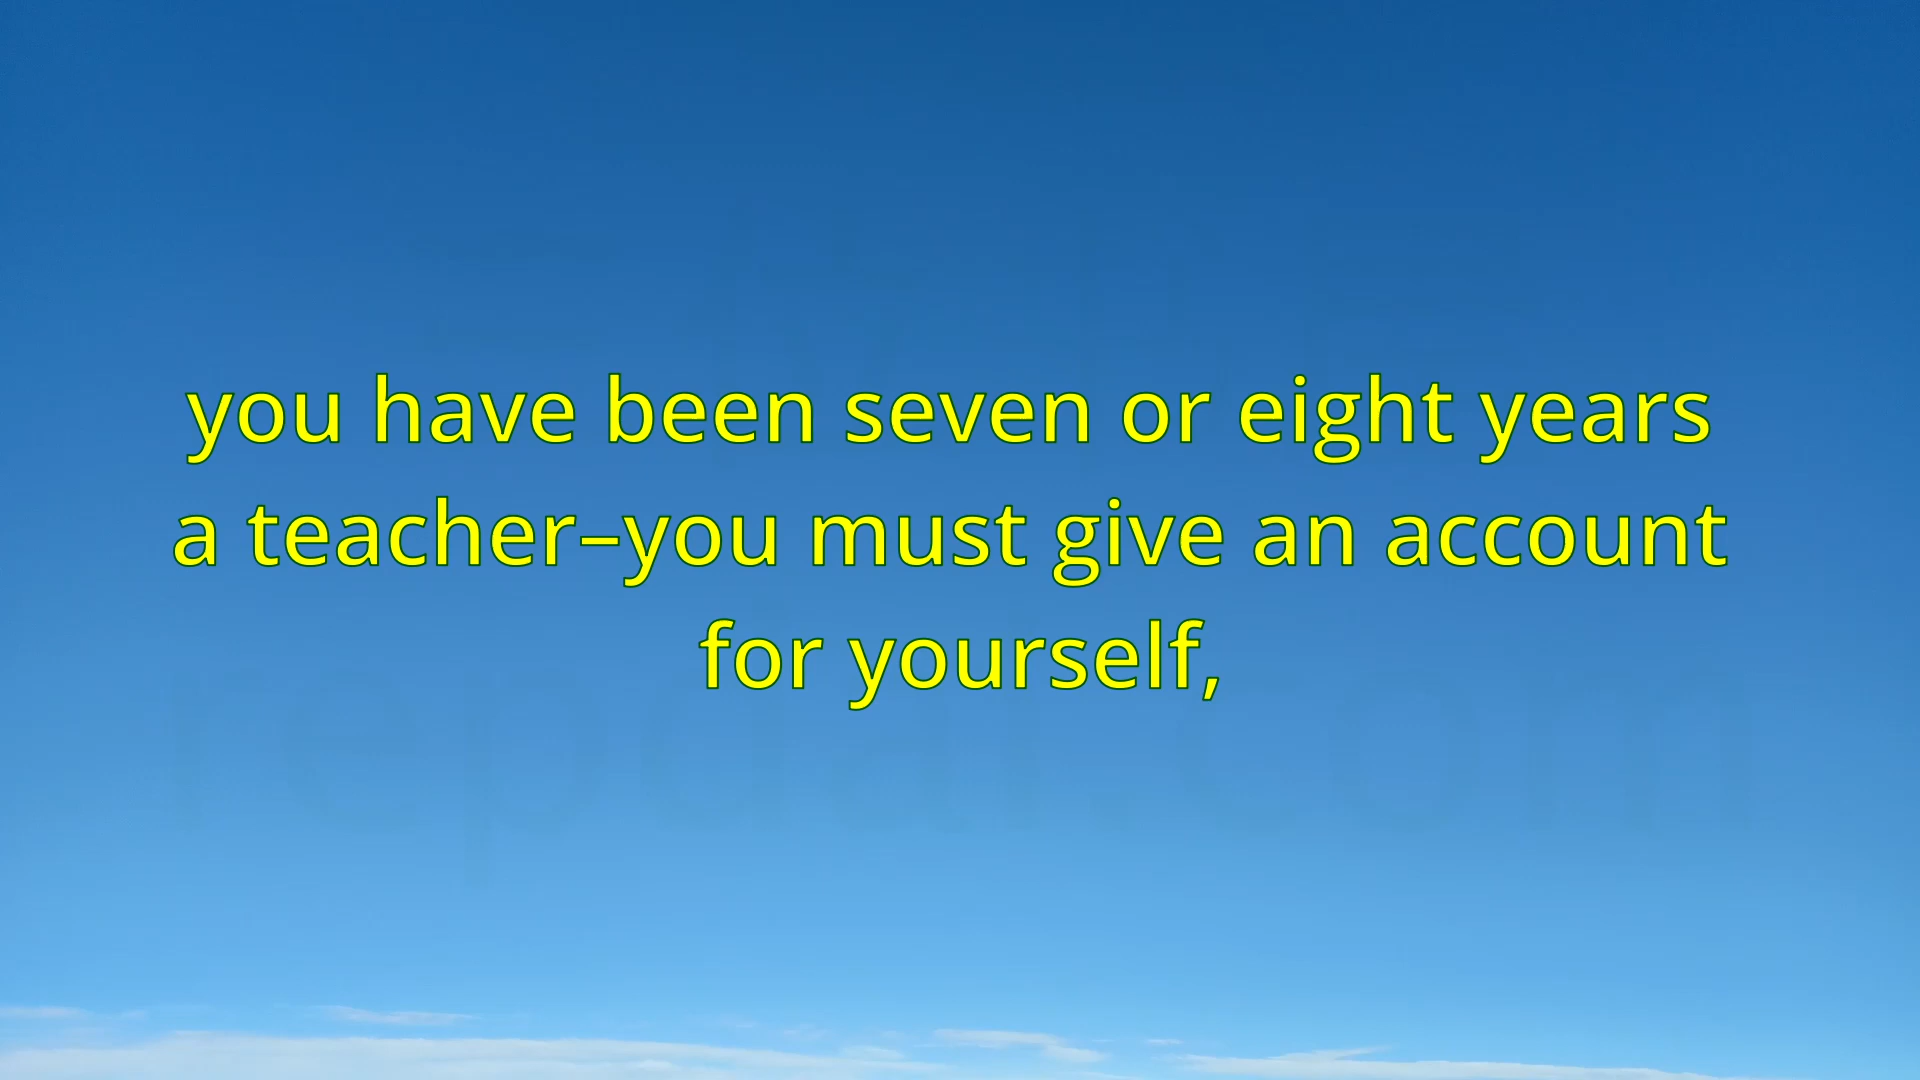 you have been seven or eight years
a teacher–you must give an account
for yourself,